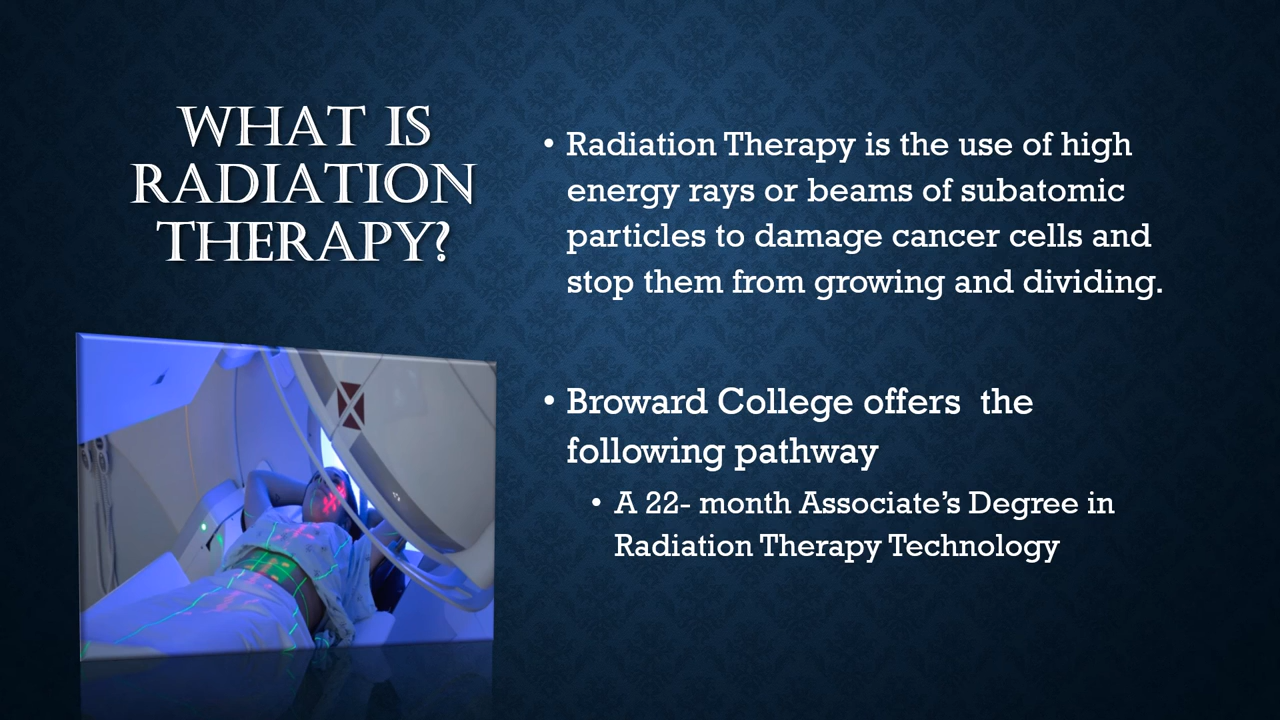 WHAT IS
RADIATION
THERAPY?
• Radiation Therapy is the use of high
energy rays or beams of subatomic
particles to damage cancer cells and
stop them from growing and dividing.
• Broward College offers  the
following pathway
• A 22- month Associate’s Degree in
Radiation Therapy Technology